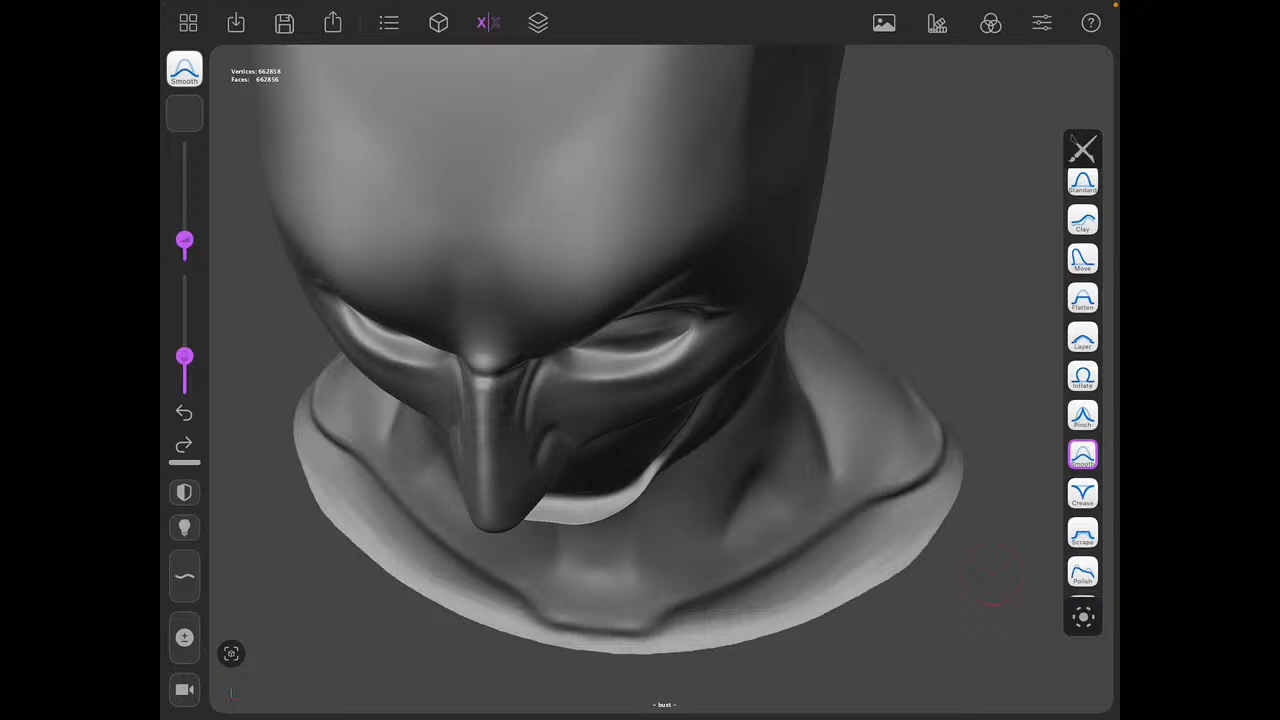 X|X
Smooth
Vertices: 662858
Faces: 662856
Standard
Clay
Move
Flatten
Layer
Inflate
Pinch
Smooth
Crease
Scrape
Polish
~ bust ~